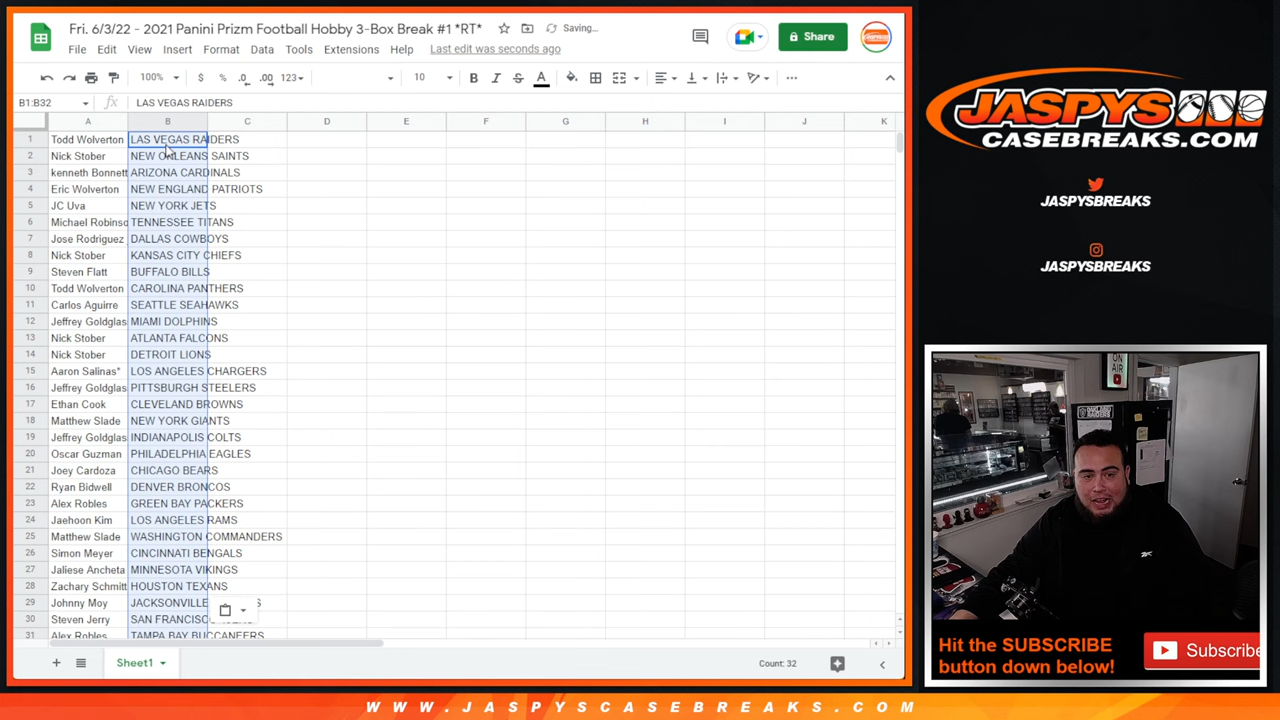 Fri. 6/3/22 - 2021 Panini Prizm Football Hobby 3-Box Break #1 *RT*
Saving...
Share
File Edit View Insert Format Data Tools Extensions Help Last edit was seconds ago
100% $ % .0 .00 123 10 B I S A
B1:B32 fx LAS VEGAS RAIDERS
A B C D E F G H I J K
1 Todd Wolverton LAS VEGAS RAIDERS
2 Nick Stober NEW ORLEANS SAINTS
3 kenneth Bonnett ARIZONA CARDINALS
4 Eric Wolverton NEW ENGLAND PATRIOTS
5 JC Uva NEW YORK JETS
6 Michael Robinso TENNESSEE TITANS
7 Jose Rodriguez DALLAS COWBOYS
8 Nick Stober KANSAS CITY CHIEFS
9 Steven Flatt BUFFALO BILLS
10 Todd Wolverton CAROLINA PANTHERS
11 Carlos Aguirre SEATTLE SEAHAWKS
12 Jeffrey Goldglas MIAMI DOLPHINS
13 Nick Stober ATLANTA FALCONS
14 Nick Stober DETROIT LIONS
15 Aaron Salinas* LOS ANGELES CHARGERS
16 Jeffrey Goldglas PITTSBURGH STEELERS
17 Ethan Cook CLEVELAND BROWNS
18 Matthew Slade NEW YORK GIANTS
19 Jeffrey Goldglas INDIANAPOLIS COLTS
20 Oscar Guzman PHILADELPHIA EAGLES
21 Joey Cardoza CHICAGO BEARS
22 Ryan Bidwell DENVER BRONCOS
23 Alex Robles GREEN BAY PACKERS
24 Jaehoon Kim LOS ANGELES RAMS
25 Matthew Slade WASHINGTON COMMANDERS
26 Simon Meyer CINCINNATI BENGALS
27 Jaliese Ancheta MINNESOTA VIKINGS
28 Zachary Schmitt HOUSTON TEXANS
29 Johnny Moy JACKSONVILLE
30 Steven Jerry SAN FRANCISC
31 Alex Robles TAMPA BAY BUCCANEERS
Sheet1
Count: 32
JASPYS
CASEBREAKS.COM
JASPYSBREAKS
JASPYSBREAKS
ON
AIR
OAKLAND
RAIDERS
Hit the SUBSCRIBE
button down below!
Subscribe
WWW.JASPYSCASEBREAKS.COM